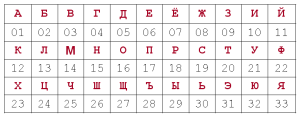 А Б В Г Д Е Ё Ж З И Й
01 02 03 04 05 06 07 08 09 10 11
К Л М Н О П Р С Т У Ф
12 13 14 15 16 17 18 19 20 21 22
Х Ц Ч Ш Щ Ъ Ы Ь Э Ю Я
23 24 25 26 27 28 29 30 31 32 33